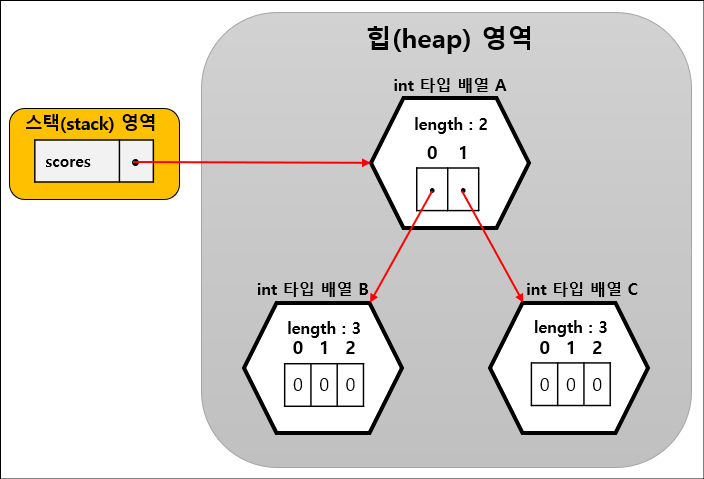 힙(heap) 영역
int 타입 배열 A
스택(stack) 영역
length : 2
0 1
scores
int 타입 배열 B
int 타입 배열 C
length : 3
0 1 2
0 0 0
length : 3
0 1 2
0 0 0